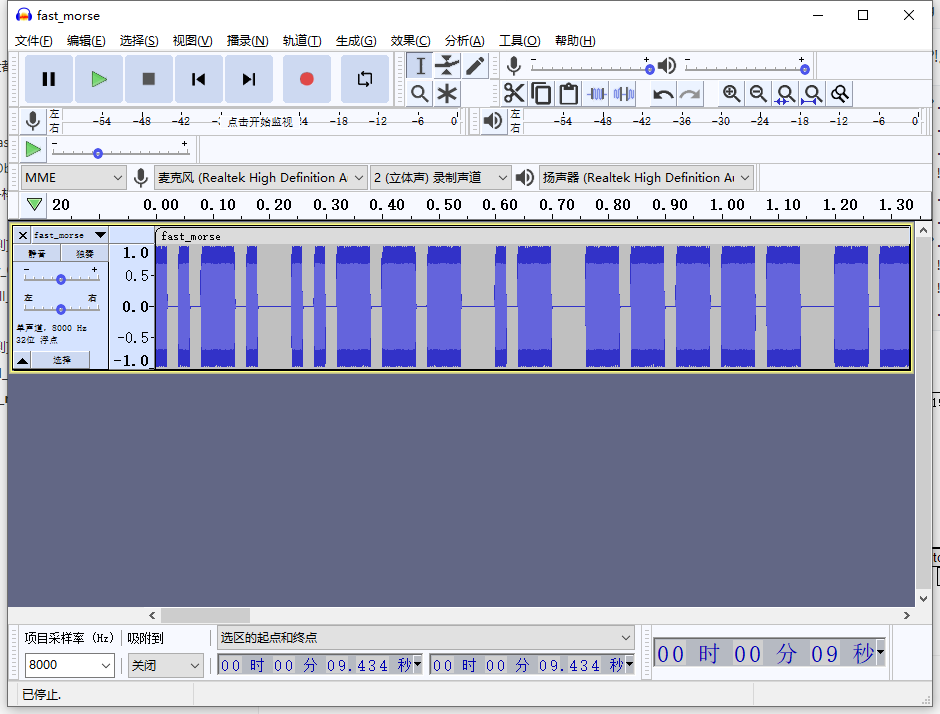 fast_morse
文件(F) 编辑(E) 选择(S) 视图(V) 播录(N) 轨道(T) 生成(G) 效果(C) 分析(A) 工具(O) 帮助(H)
左 右 -54 -48 -42 点击开始监视 -18 -12 -6 0 左 右 -54 -48 -42 -36 -30 -24 -18 -12 -6 0
MME 麦克风 (Realtek High Definition A 2 (立体声) 录制声道 扬声器 (Realtek High Definition Au
20 0.00 0.10 0.20 0.30 0.40 0.50 0.60 0.70 0.80 0.90 1.00 1.10 1.20 1.30
fast_morse
fast_morse
静音 独奏
1.0
0.5
0.0
-0.5
-1.0
左 右
单声道, 8000 Hz
32位 浮点
选择
项目采样率 (Hz) 吸附到 选区的起点和终点
8000 关闭 00 时 00 分 09.434 秒 00 时 00 分 09.434 秒 00 时 00 分 09 秒
已停止.